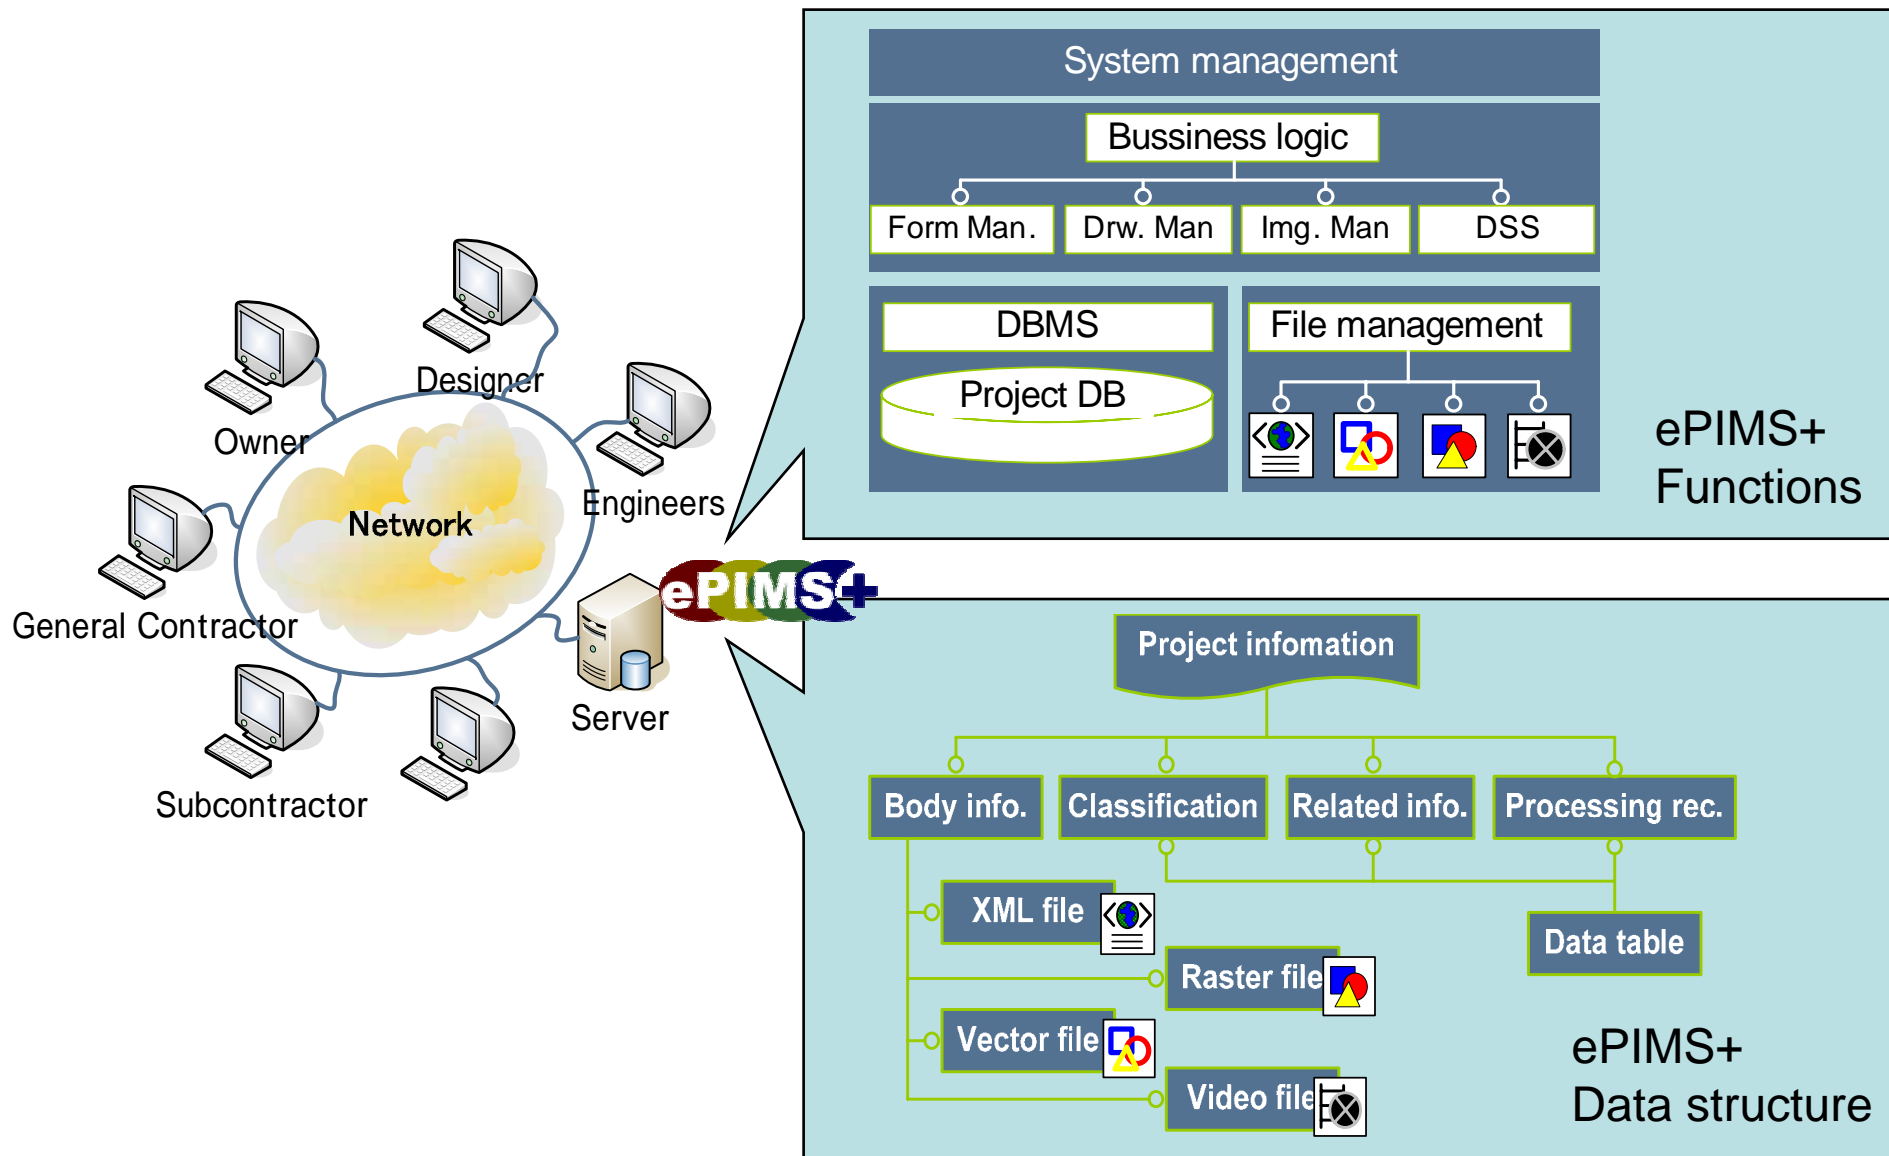 System management
Bussiness logic
Form Man.
Drw. Man
Img. Man
DSS
DBMS
File management
Project DB
ePIMS+
Functions
Designer
Owner
Engineers
Network
General Contractor
Server
Subcontractor
ePIMS+
Project infomation
Body info.
Classification
Related info.
Processing rec.
XML file
Data table
Raster file
Vector file
Video file
ePIMS+
Data structure